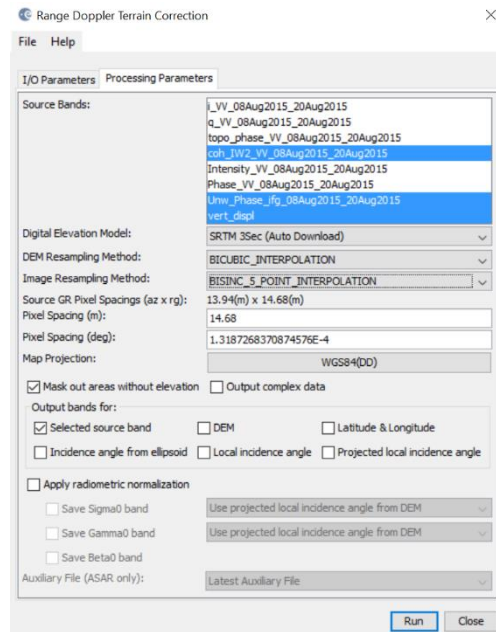 Range Doppler Terrain Correction
File Help
I/O Parameters Processing Parameters
Source Bands:
i_VV_08Aug2015_20Aug2015
q_VV_08Aug2015_20Aug2015
topo_phase_VV_08Aug2015_20Aug2015
coh_IW2_VV_08Aug2015_20Aug2015
Intensity_VV_08Aug2015_20Aug2015
Phase_VV_08Aug2015_20Aug2015
Unw_Phase_ifg_08Aug2015_20Aug2015
vert_displ
Digital Elevation Model: SRTM 3Sec (Auto Download)
DEM Resampling Method: BICUBIC_INTERPOLATION
Image Resampling Method: BISINC_5_POINT_INTERPOLATION
Source GR Pixel Spacings (az x rg): 13.94(m) x 14.68(m)
Pixel Spacing (m): 14.68
Pixel Spacing (deg): 1.3187268370874576E-4
Map Projection: WGS84(DD)
Mask out areas without elevation Output complex data
Output bands for:
Selected source band DEM Latitude & Longitude
Incidence angle from ellipsoid Local incidence angle Projected local incidence angle
Apply radiometric normalization
Save Sigma0 band Use projected local incidence angle from DEM
Save Gamma0 band Use projected local incidence angle from DEM
Save Beta0 band
Auxiliary File (ASAR only): Latest Auxiliary File
Run Close